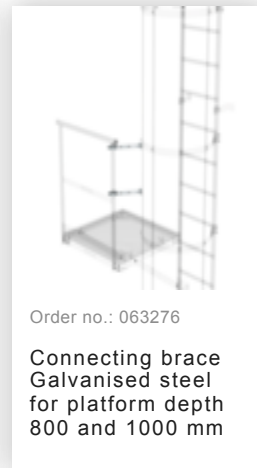 Order no.: 063276
Connecting brace
Galvanised steel
for platform depth
800 and 1000 mm